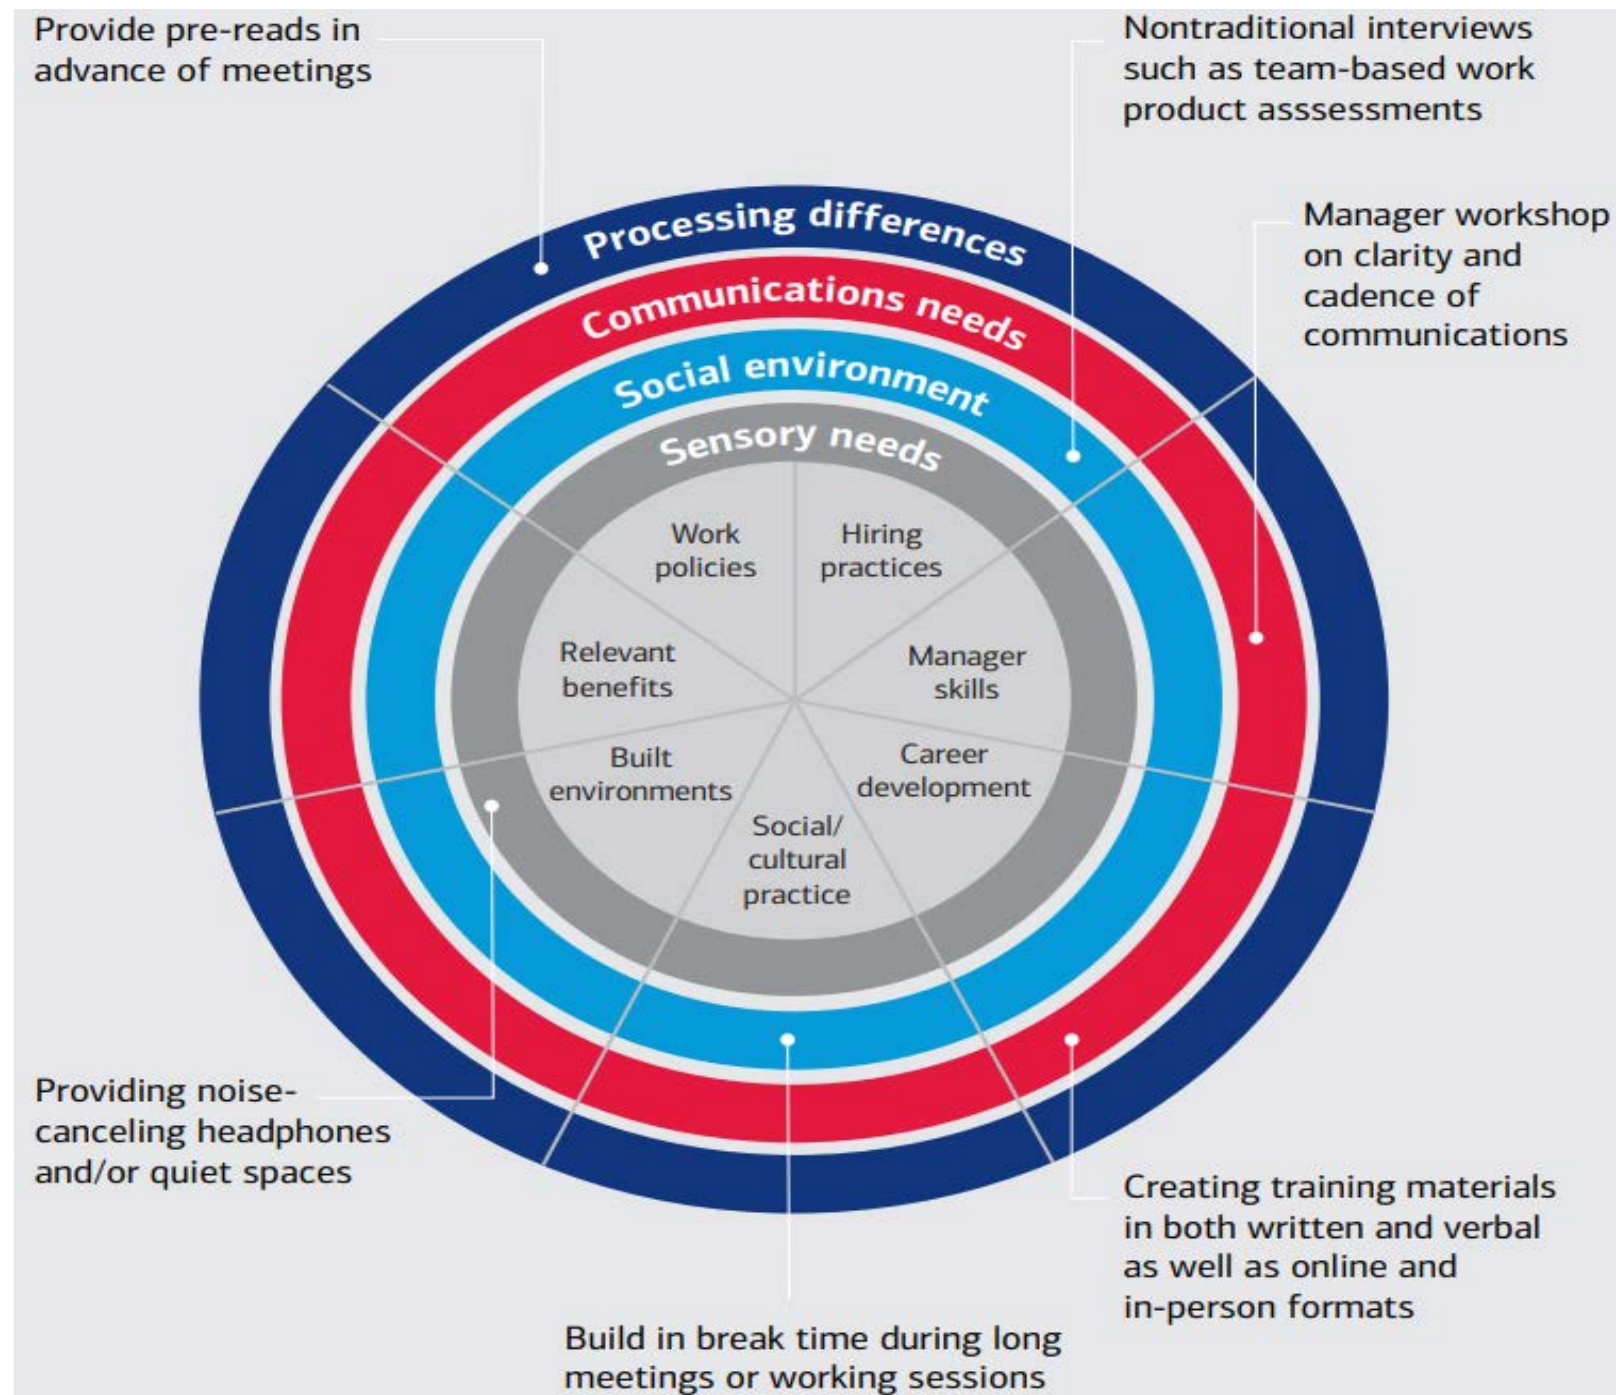 Provide pre-reads in
advance of meetings
Nontraditional interviews
such as team-based work
product asssessments
Manager workshop
on clarity and
cadence of
communications
Processing differences
Communications needs
Social environment
Sensory needs
Work
policies
Hiring
practices
Relevant
benefits
Manager
skills
Built
environments
Career
development
Social/
cultural
practice
Providing noise-
canceling headphones
and/or quiet spaces
Creating training materials
in both written and verbal
as well as online and
in-person formats
Build in break time during long
meetings or working sessions